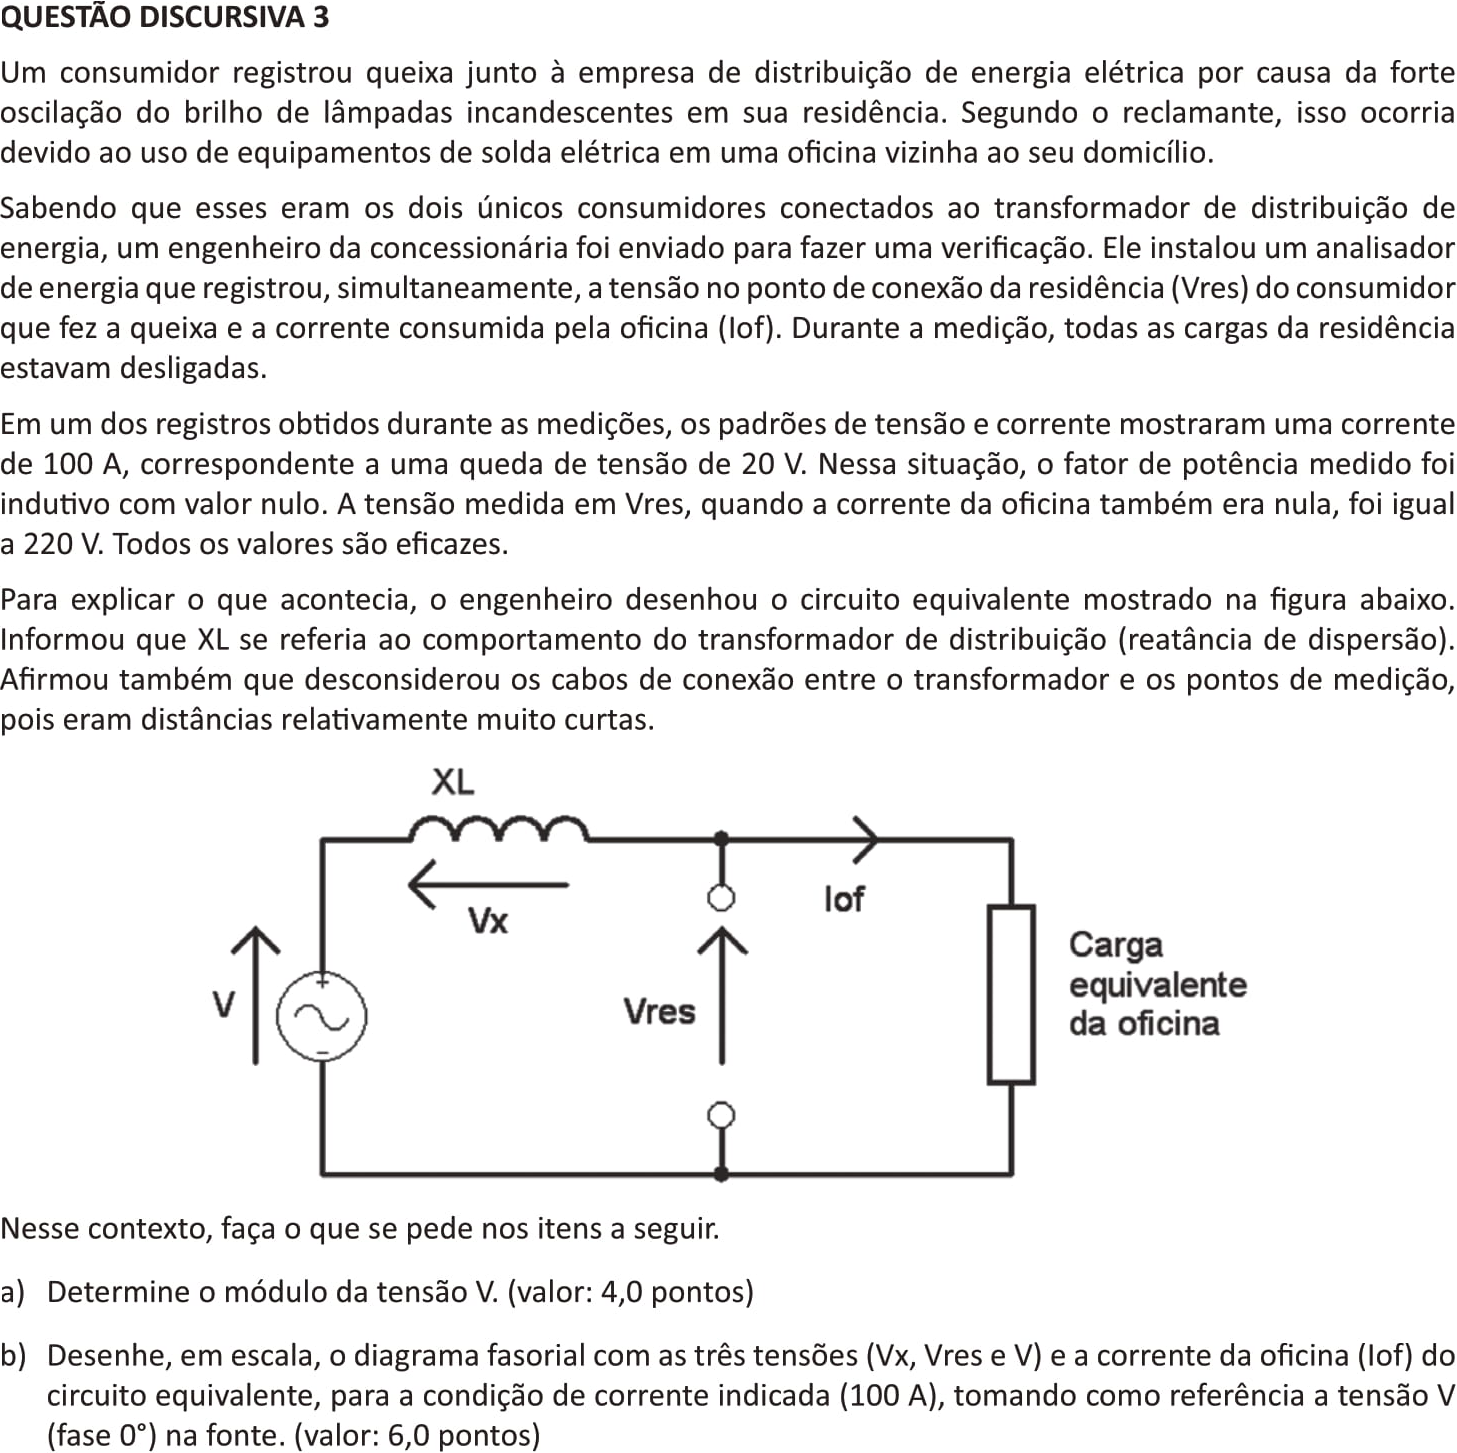 QUESTÃO DISCURSIVA 3
Um consumidor registrou queixa junto à empresa de distribuição de energia elétrica por causa da forte
oscilação do brilho de lâmpadas incandescentes em sua residência. Segundo o reclamante, isso ocorria
devido ao uso de equipamentos de solda elétrica em uma oficina vizinha ao seu domicílio.
Sabendo que esses eram os dois únicos consumidores conectados ao transformador de distribuição de
energia, um engenheiro da concessionária foi enviado para fazer uma verificação. Ele instalou um analisador
de energia que registrou, simultaneamente, a tensão no ponto de conexão da residência (Vres) do consumidor
que fez a queixa e a corrente consumida pela oficina (Iof). Durante a medição, todas as cargas da residência
estavam desligadas.
Em um dos registros obtidos durante as medições, os padrões de tensão e corrente mostraram uma corrente
de 100 A, correspondente a uma queda de tensão de 20 V. Nessa situação, o fator de potência medido foi
indutivo com valor nulo. A tensão medida em Vres, quando a corrente da oficina também era nula, foi igual
a 220 V. Todos os valores são eficazes.
Para explicar o que acontecia, o engenheiro desenhou o circuito equivalente mostrado na figura abaixo.
Informou que XL se referia ao comportamento do transformador de distribuição (reatância de dispersão).
Afirmou também que desconsiderou os cabos de conexão entre o transformador e os pontos de medição,
pois eram distâncias relativamente muito curtas.
XL
Vx
Iof
V
+
-
Vres
Carga
equivalente
da oficina
Nesse contexto, faça o que se pede nos itens a seguir.
a) Determine o módulo da tensão V. (valor: 4,0 pontos)
b) Desenhe, em escala, o diagrama fasorial com as três tensões (Vx, Vres e V) e a corrente da oficina (Iof) do
circuito equivalente, para a condição de corrente indicada (100 A), tomando como referência a tensão V
(fase 0°) na fonte. (valor: 6,0 pontos)